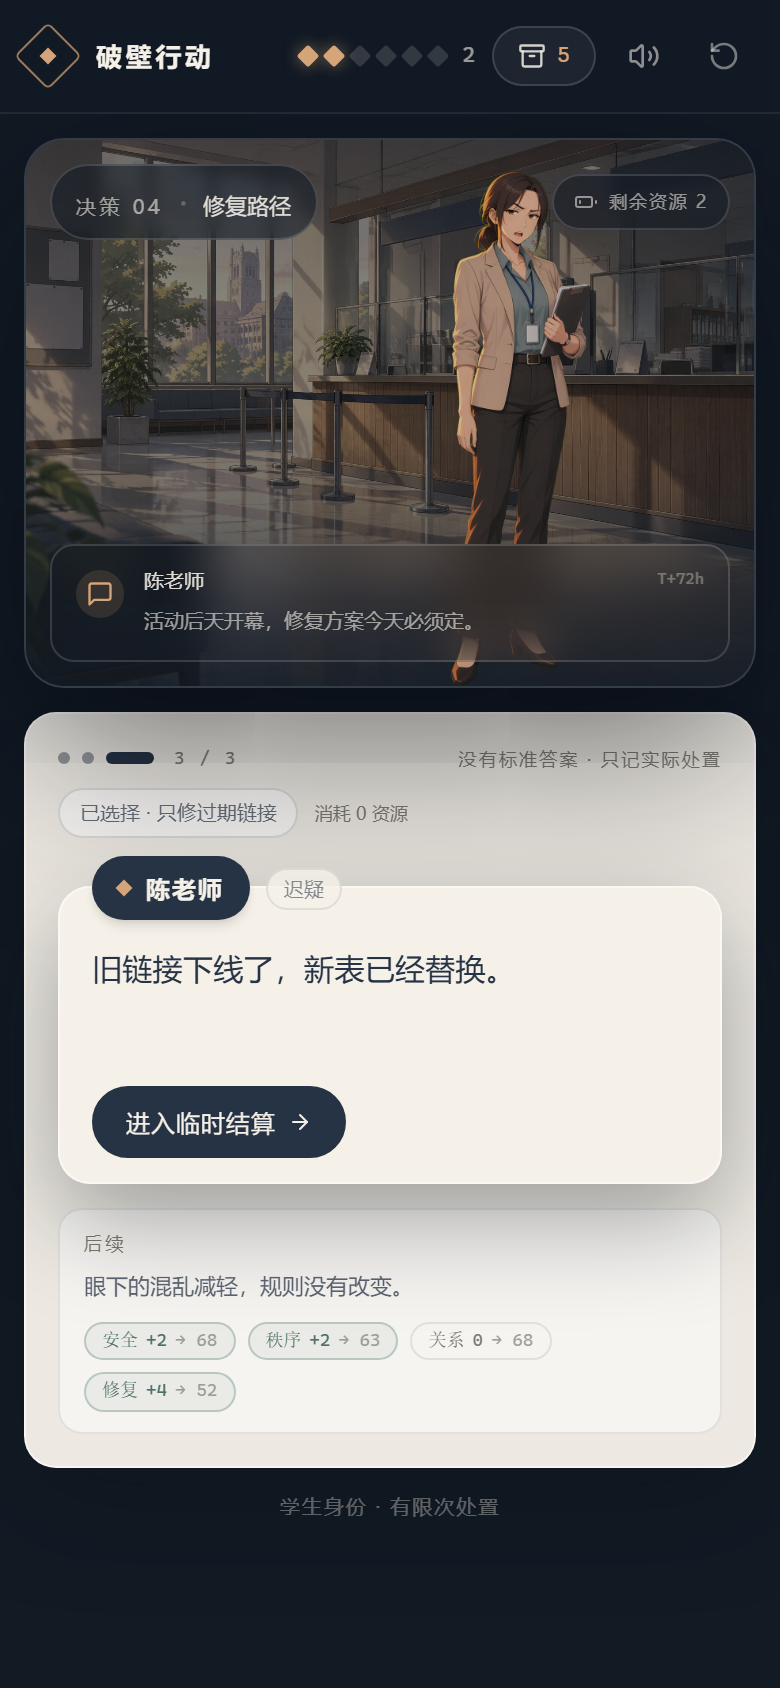 破壁行动
2
5
决策 04 · 修复路径
剩余资源 2
陈老师
T+72h
活动后天开幕，修复方案今天必须定。
3 / 3
没有标准答案 · 只记实际处置
已选择 · 只修过期链接
消耗 0 资源
陈老师
迟疑
旧链接下线了，新表已经替换。
进入临时结算 →
后续
眼下的混乱减轻，规则没有改变。
安全 +2 → 68
秩序 +2 → 63
关系 0 → 68
修复 +4 → 52
学生身份 · 有限次处置